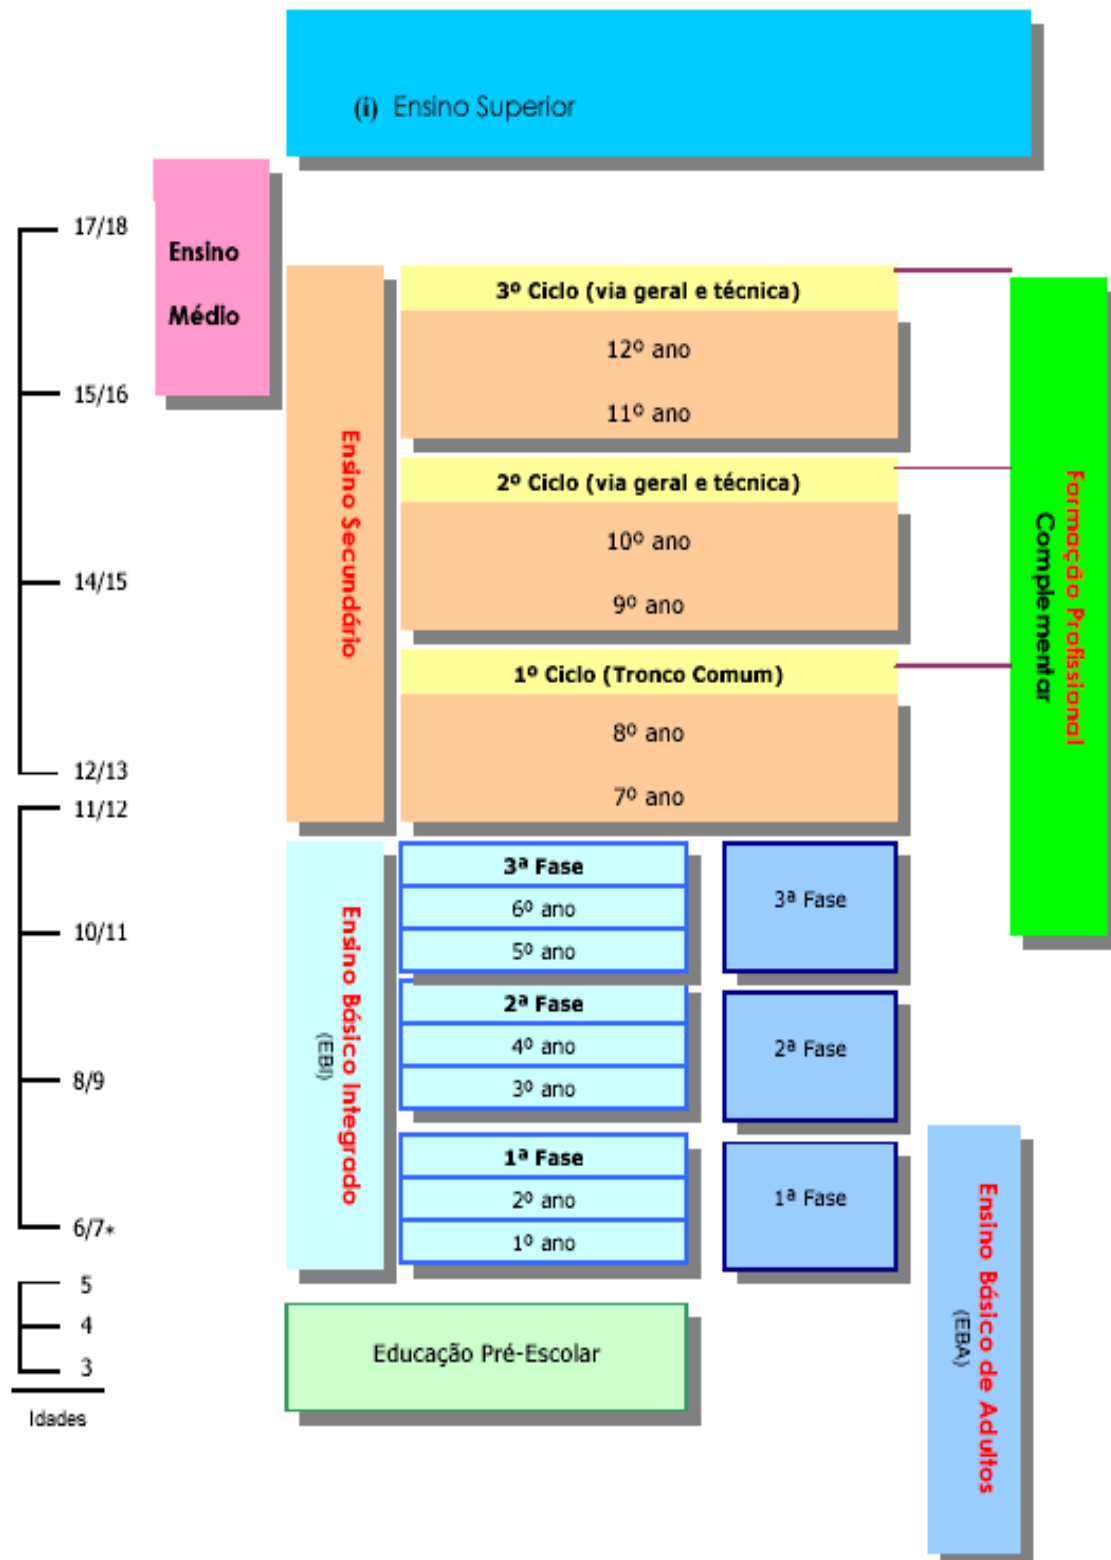 (i) Ensino Superior
17/18
Ensino
Médio
15/16
14/15
12/13
11/12
10/11
8/9
6/7*
5
4
3
Idades
Ensino Secundário
3º Ciclo (via geral e técnica)
12º ano
11º ano
2º Ciclo (via geral e técnica)
10º ano
9º ano
1º Ciclo (Tronco Comum)
8º ano
7º ano
Formação Profissional
Complementar
Ensino Básico Integrado
(EBI)
3ª Fase
6º ano
5º ano
2ª Fase
4º ano
3º ano
1ª Fase
2º ano
1º ano
3ª Fase
2ª Fase
1ª Fase
Ensino Básico de Adultos
(EBA)
Educação Pré-Escolar